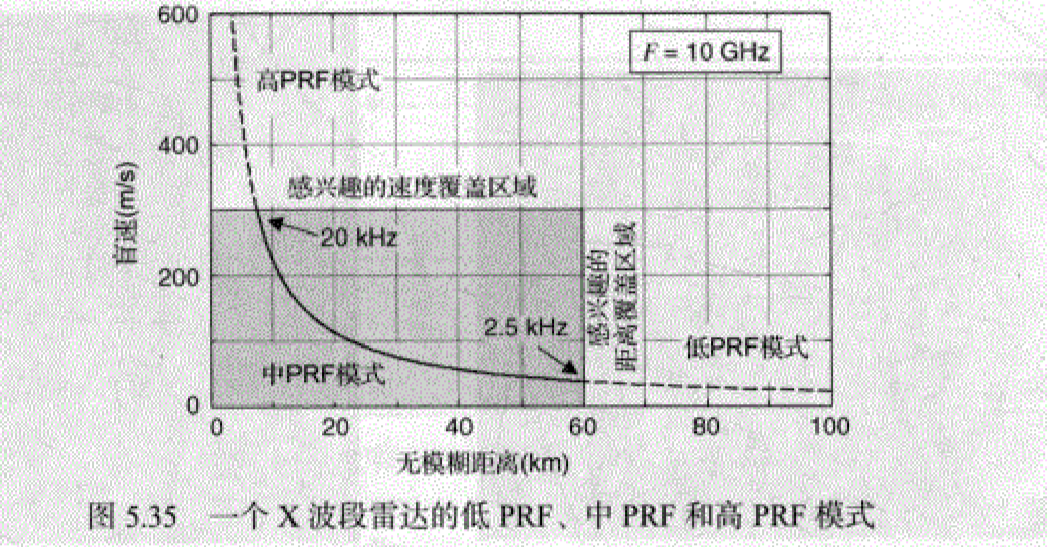 600
F = 10 GHz
高PRF模式
400
感兴趣的速度覆盖区域
盲速(m/s)
20 kHz
200
感兴趣的
距离覆盖区域
2.5 kHz
低PRF模式
中PRF模式
0
0 20 40 60 80 100
无模糊距离(km)
图 5.35 一个 X 波段雷达的低 PRF、中 PRF 和高 PRF 模式